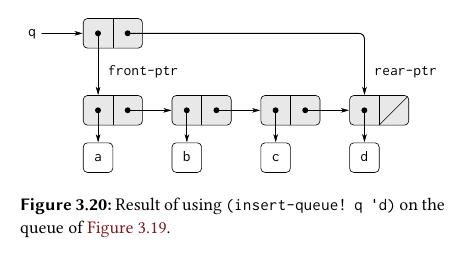 q
front-ptr
rear-ptr
a
b
c
d
Figure 3.20: Result of using (insert-queue! q 'd) on the
queue of Figure 3.19.